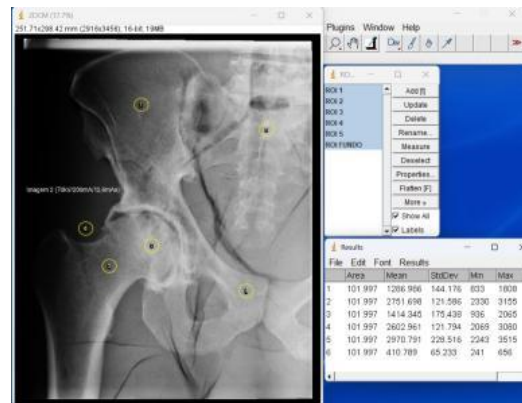 ZOOM (12.7%)
251.71x298.42 mm (2916x3456); 16-bit; 19MB
Imagem 2
Plugins Window Help
ROI 1
ROI 2
ROI 3
ROI 4
ROI 5
ROI FUNDO
Add [t]
Update
Delete
Rename...
Measure
Deselect
Properties...
Flatten [F]
More »
Show All
Labels
Results
File Edit Font Results
Area Mean StdDev Min Max
1 101.997 1286.986 144.176 833 1808
2 101.997 2751.698 121.586 2330 3155
3 101.997 1414.345 175.438 936 2065
4 101.997 2602.961 121.794 2069 3080
5 101.997 2970.791 228.516 2243 3515
6 101.997 410.789 65.233 241 656